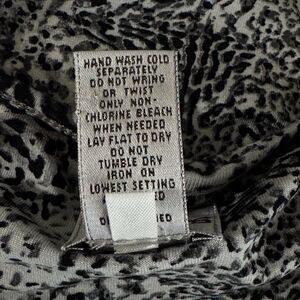 HAND WASH COLD
SEPARATELY
DO NOT WRING
OR TWIST
ONLY NON-
CHLORINE BLEACH
WHEN NEEDED
LAY FLAT TO DRY
DO NOT
TUMBLE DRY
IRON ON
LOWEST SETTING